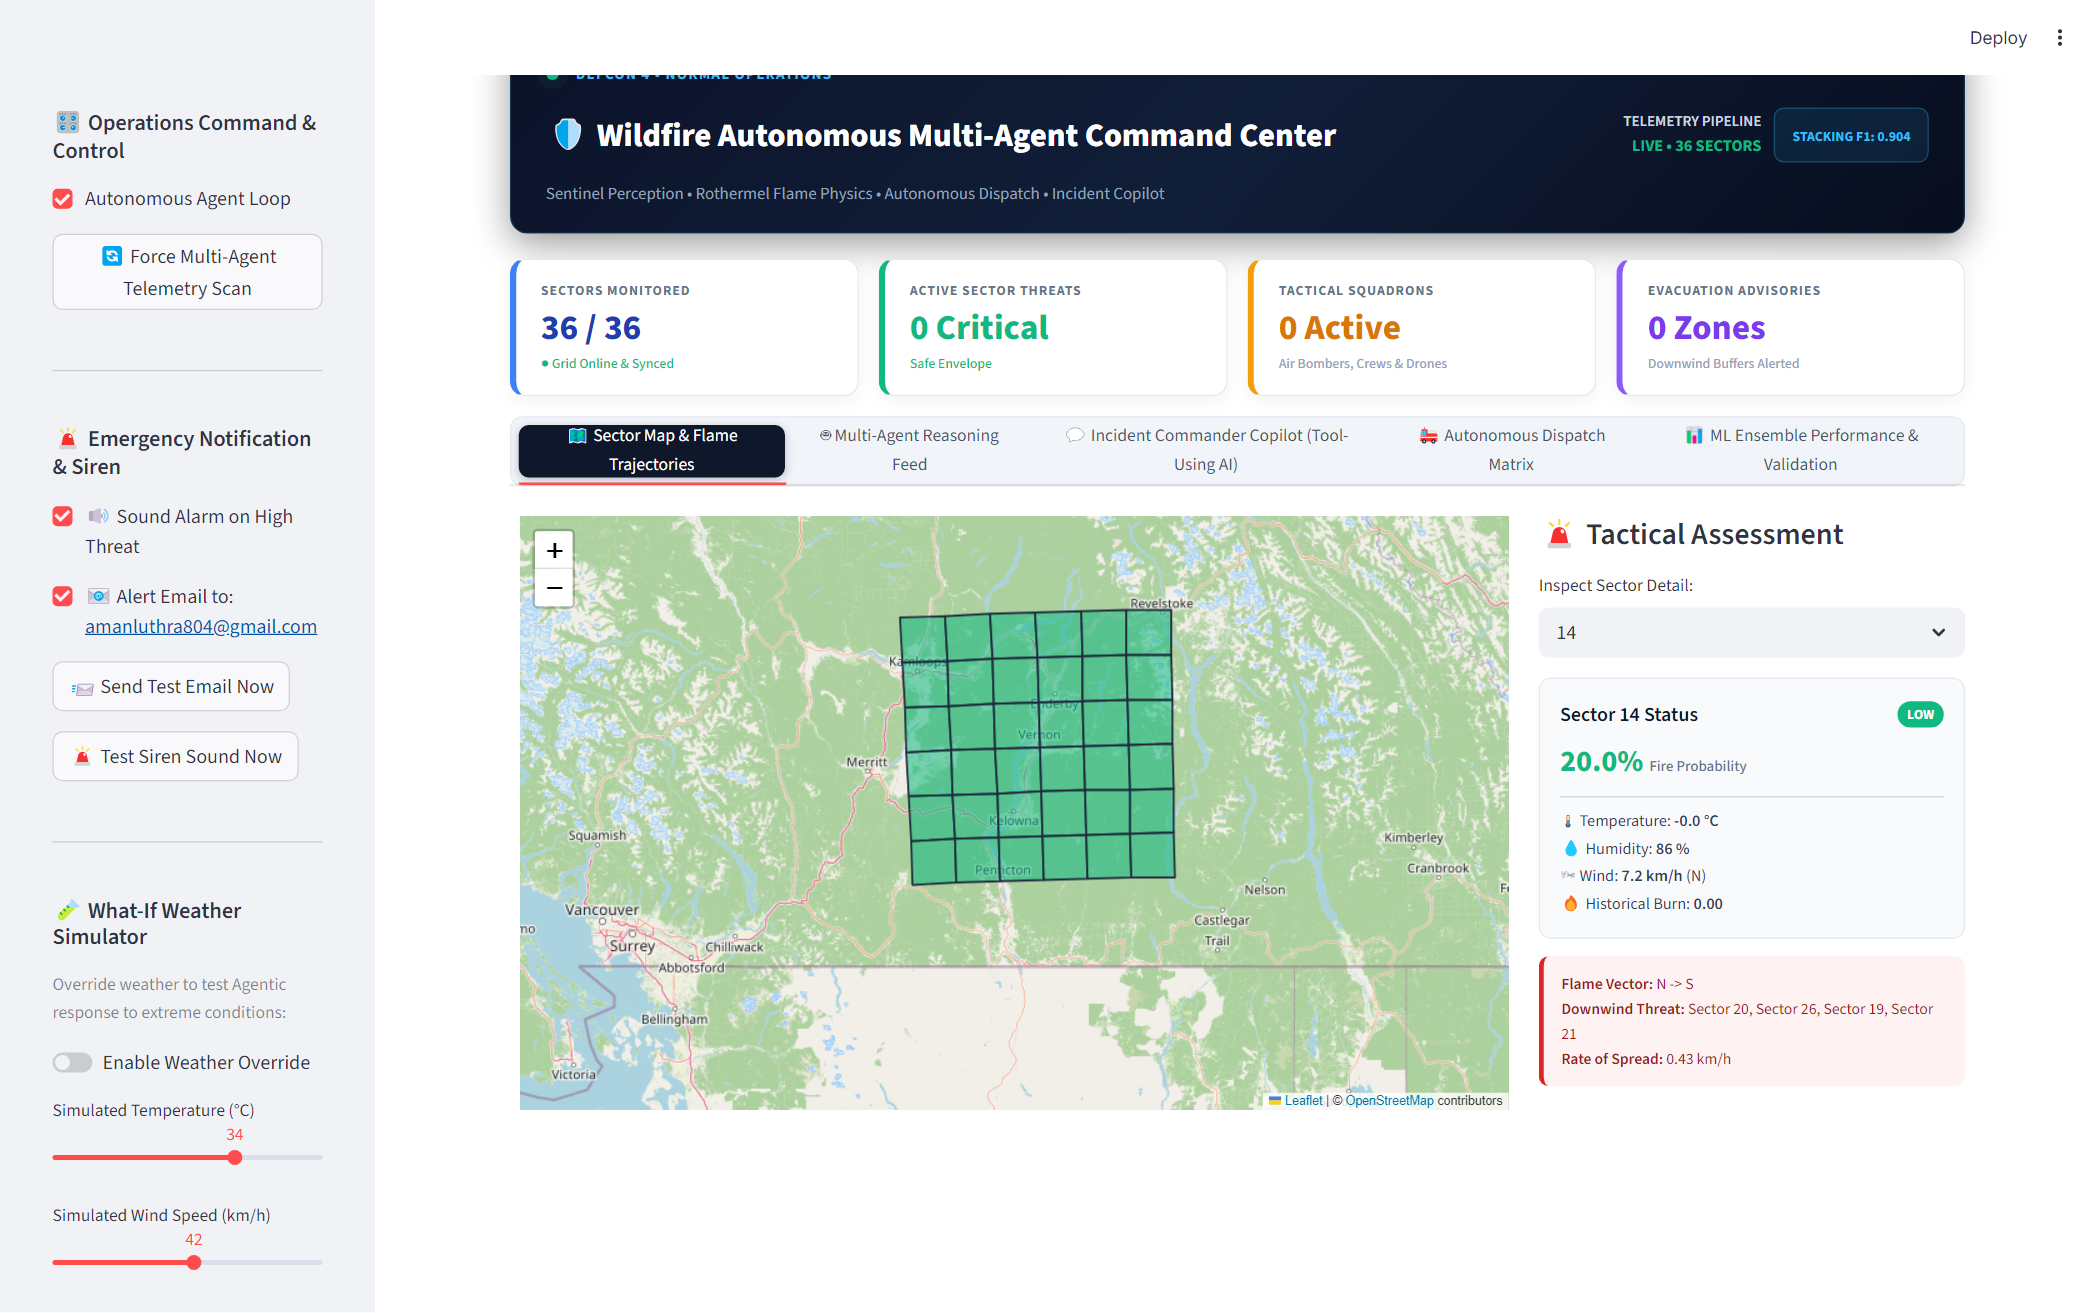 Deploy
Operations Command &
Control
Autonomous Agent Loop
Force Multi-Agent
Telemetry Scan
Emergency Notification
& Siren
Sound Alarm on High
Threat
Alert Email to:
amanluthra804@gmail.com
Send Test Email Now
Test Siren Sound Now
What-If Weather
Simulator
Override weather to test Agentic
response to extreme conditions:
Enable Weather Override
Simulated Temperature (°C)
34
Simulated Wind Speed (km/h)
42
DEFCON 4 • NORMAL OPERATIONS
Wildfire Autonomous Multi-Agent Command Center
Sentinel Perception • Rothermel Flame Physics • Autonomous Dispatch • Incident Copilot
TELEMETRY PIPELINE
LIVE • 36 SECTORS
STACKING F1: 0.904
SECTORS MONITORED
36 / 36
● Grid Online & Synced
ACTIVE SECTOR THREATS
0 Critical
Safe Envelope
TACTICAL SQUADRONS
0 Active
Air Bombers, Crews & Drones
EVACUATION ADVISORIES
0 Zones
Downwind Buffers Alerted
Sector Map & Flame
Trajectories
Multi-Agent Reasoning
Feed
Incident Commander Copilot (Tool-
Using AI)
Autonomous Dispatch
Matrix
ML Ensemble Performance &
Validation
+
−
Revelstoke
Kamloops
Enderby
Vernon
Merritt
Kelowna
Penticton
Squamish
Kimberley
Cranbrook
Nelson
Castlegar
Trail
Vancouver
Surrey
Chilliwack
Abbotsford
Bellingham
Victoria
Leaflet | © OpenStreetMap contributors
Tactical Assessment
Inspect Sector Detail:
14
Sector 14 Status
LOW
20.0% Fire Probability
Temperature: -0.0 °C
Humidity: 86 %
Wind: 7.2 km/h (N)
Historical Burn: 0.00
Flame Vector: N -> S
Downwind Threat: Sector 20, Sector 26, Sector 19, Sector
21
Rate of Spread: 0.43 km/h